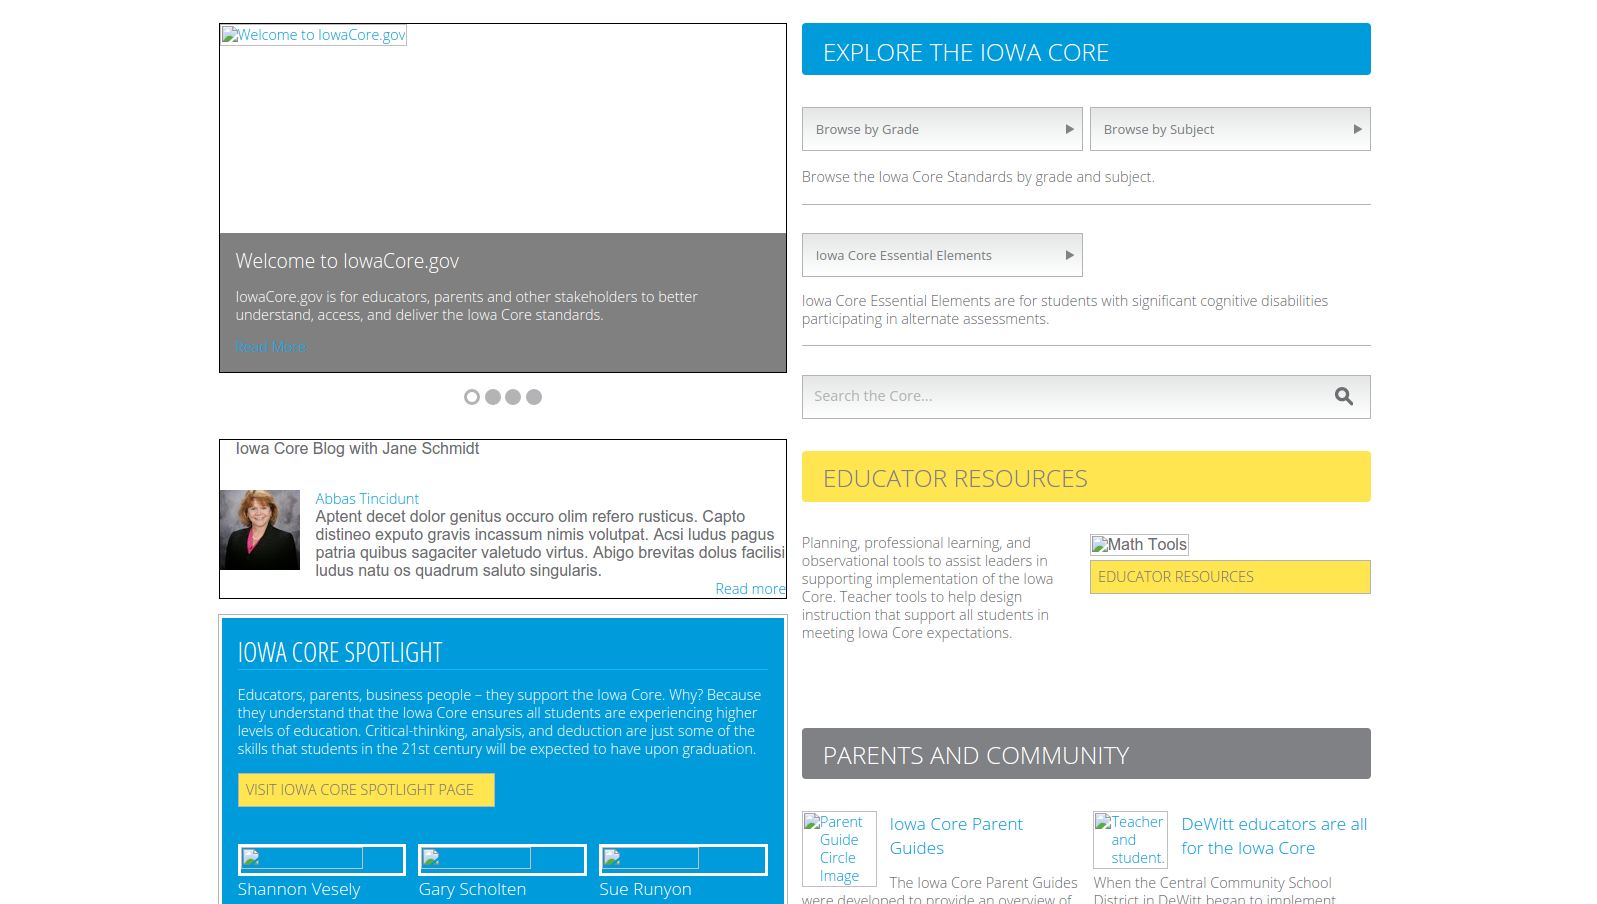 Welcome to IowaCore.gov
Welcome to IowaCore.gov
IowaCore.gov is for educators, parents and other stakeholders to better
understand, access, and deliver the Iowa Core standards.
Read More
Iowa Core Blog with Jane Schmidt
Abbas Tincidunt
Aptent decet dolor genitus occuro olim refero rusticus. Capto
distineo exputo gravis incassum nimis volutpat. Acsi ludus pagus
patria quibus sagaciter valetudo virtus. Abigo brevitas dolus facilisi
ludus natu os quadrum saluto singularis.
Read more
IOWA CORE SPOTLIGHT
Educators, parents, business people – they support the Iowa Core. Why? Because
they understand that the Iowa Core ensures all students are experiencing higher
levels of education. Critical-thinking, analysis, and deduction are just some of the
skills that students in the 21st century will be expected to have upon graduation.
VISIT IOWA CORE SPOTLIGHT PAGE
Shannon Vesely
Gary Scholten
Sue Runyon
EXPLORE THE IOWA CORE
Browse by Grade
Browse by Subject
Browse the Iowa Core Standards by grade and subject.
Iowa Core Essential Elements
Iowa Core Essential Elements are for students with significant cognitive disabilities
participating in alternate assessments.
Search the Core...
EDUCATOR RESOURCES
Planning, professional learning, and
observational tools to assist leaders in
supporting implementation of the Iowa
Core. Teacher tools to help design
instruction that support all students in
meeting Iowa Core expectations.
Math Tools
EDUCATOR RESOURCES
PARENTS AND COMMUNITY
Parent
Guide
Circle
Image
Iowa Core Parent
Guides
The Iowa Core Parent Guides
were developed to provide an overview of
Teacher
and
student.
DeWitt educators are all
for the Iowa Core
When the Central Community School
District in DeWitt began to implement